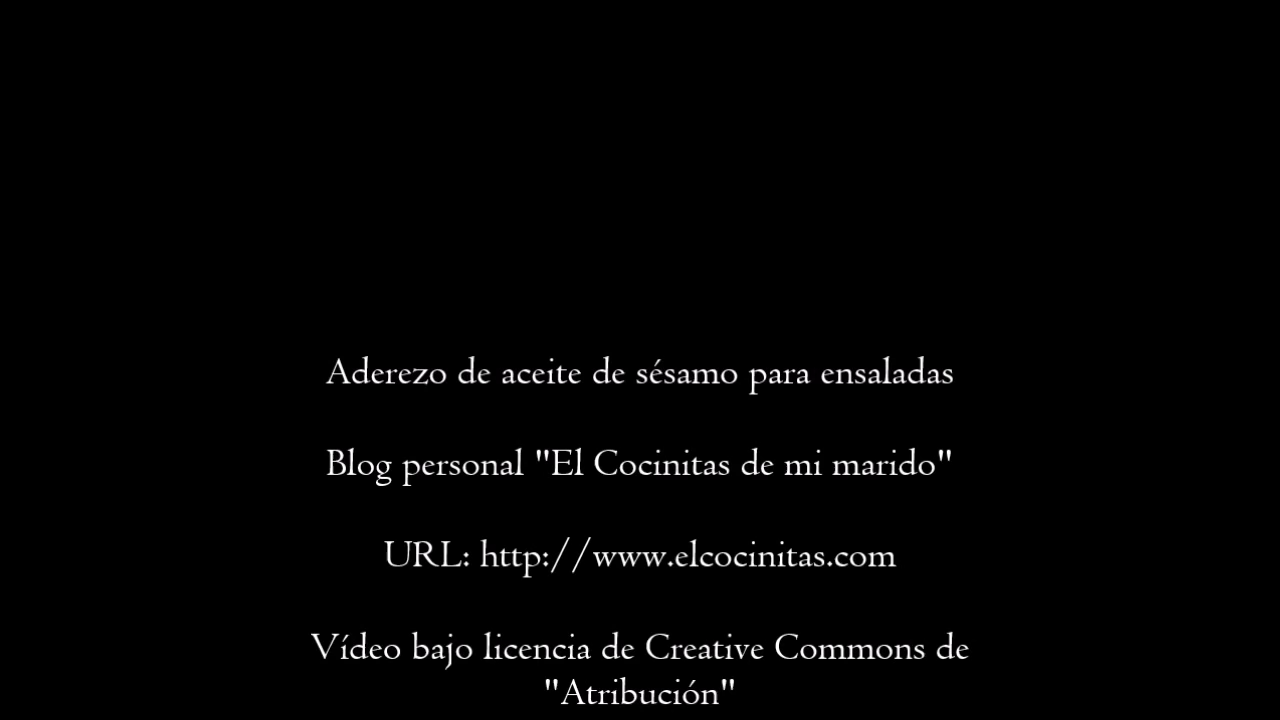 Aderezo de aceite de sésamo para ensaladas
Blog personal "El Cocinitas de mi marido"
URL: http://www.elcocinitas.com
Vídeo bajo licencia de Creative Commons de
"Atribución"